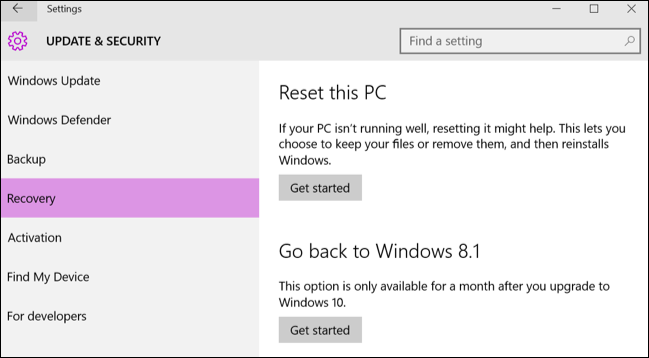 Settings
UPDATE & SECURITY
Find a setting
Windows Update
Windows Defender
Backup
Recovery
Activation
Find My Device
For developers
Reset this PC
If your PC isn't running well, resetting it might help. This lets you
choose to keep your files or remove them, and then reinstalls
Windows.
Get started
Go back to Windows 8.1
This option is only available for a month after you upgrade to
Windows 10.
Get started